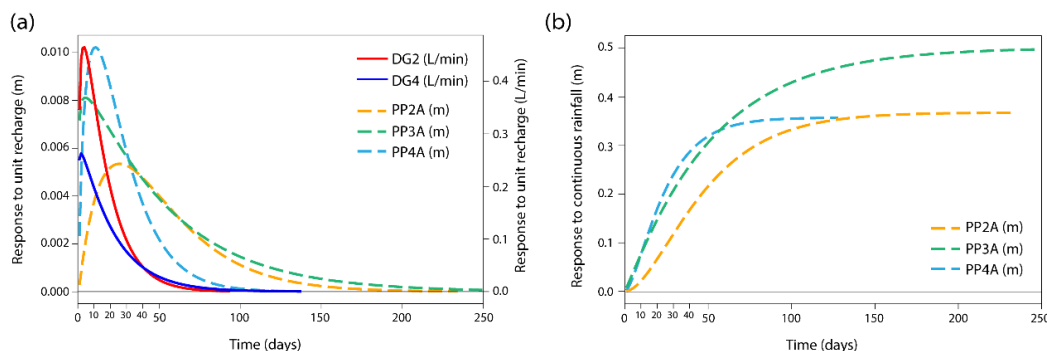 (a)
Response to unit recharge (m)
0.010
0.008
0.006
0.004
0.002
0.000
DG2 (L/min)
DG4 (L/min)
PP2A (m)
PP3A (m)
PP4A (m)
0.4
0.3
0.2
0.1
0.0
Response to unit recharge (L/min)
0 10 20 30 40 50 100 150 200 250
Time (days)
(b)
Response to continuous rainfall (m)
0.5
0.4
0.3
0.2
0.1
0.0
PP2A (m)
PP3A (m)
PP4A (m)
0 10 20 30 40 50 100 150 200 250
Time (days)